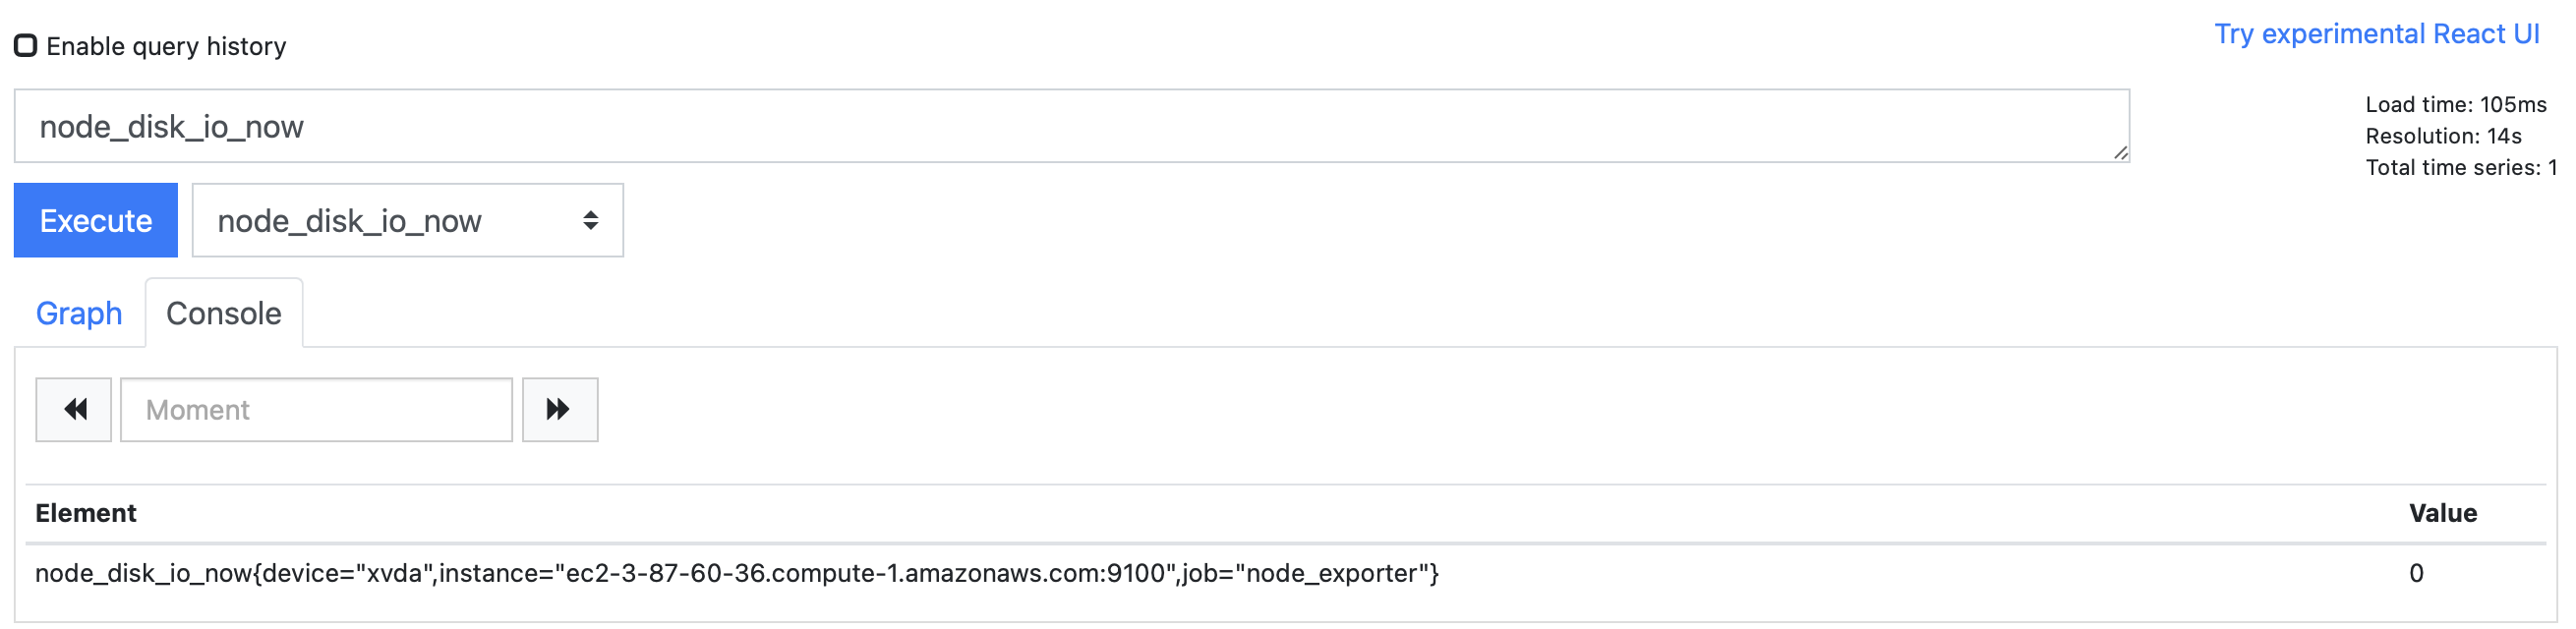 Enable query history
Try experimental React UI
node_disk_io_now
Load time: 105ms
Resolution: 14s
Total time series: 1
Execute
node_disk_io_now
Graph
Console
Moment
Element
Value
node_disk_io_now{device="xvda",instance="ec2-3-87-60-36.compute-1.amazonaws.com:9100",job="node_exporter"}
0